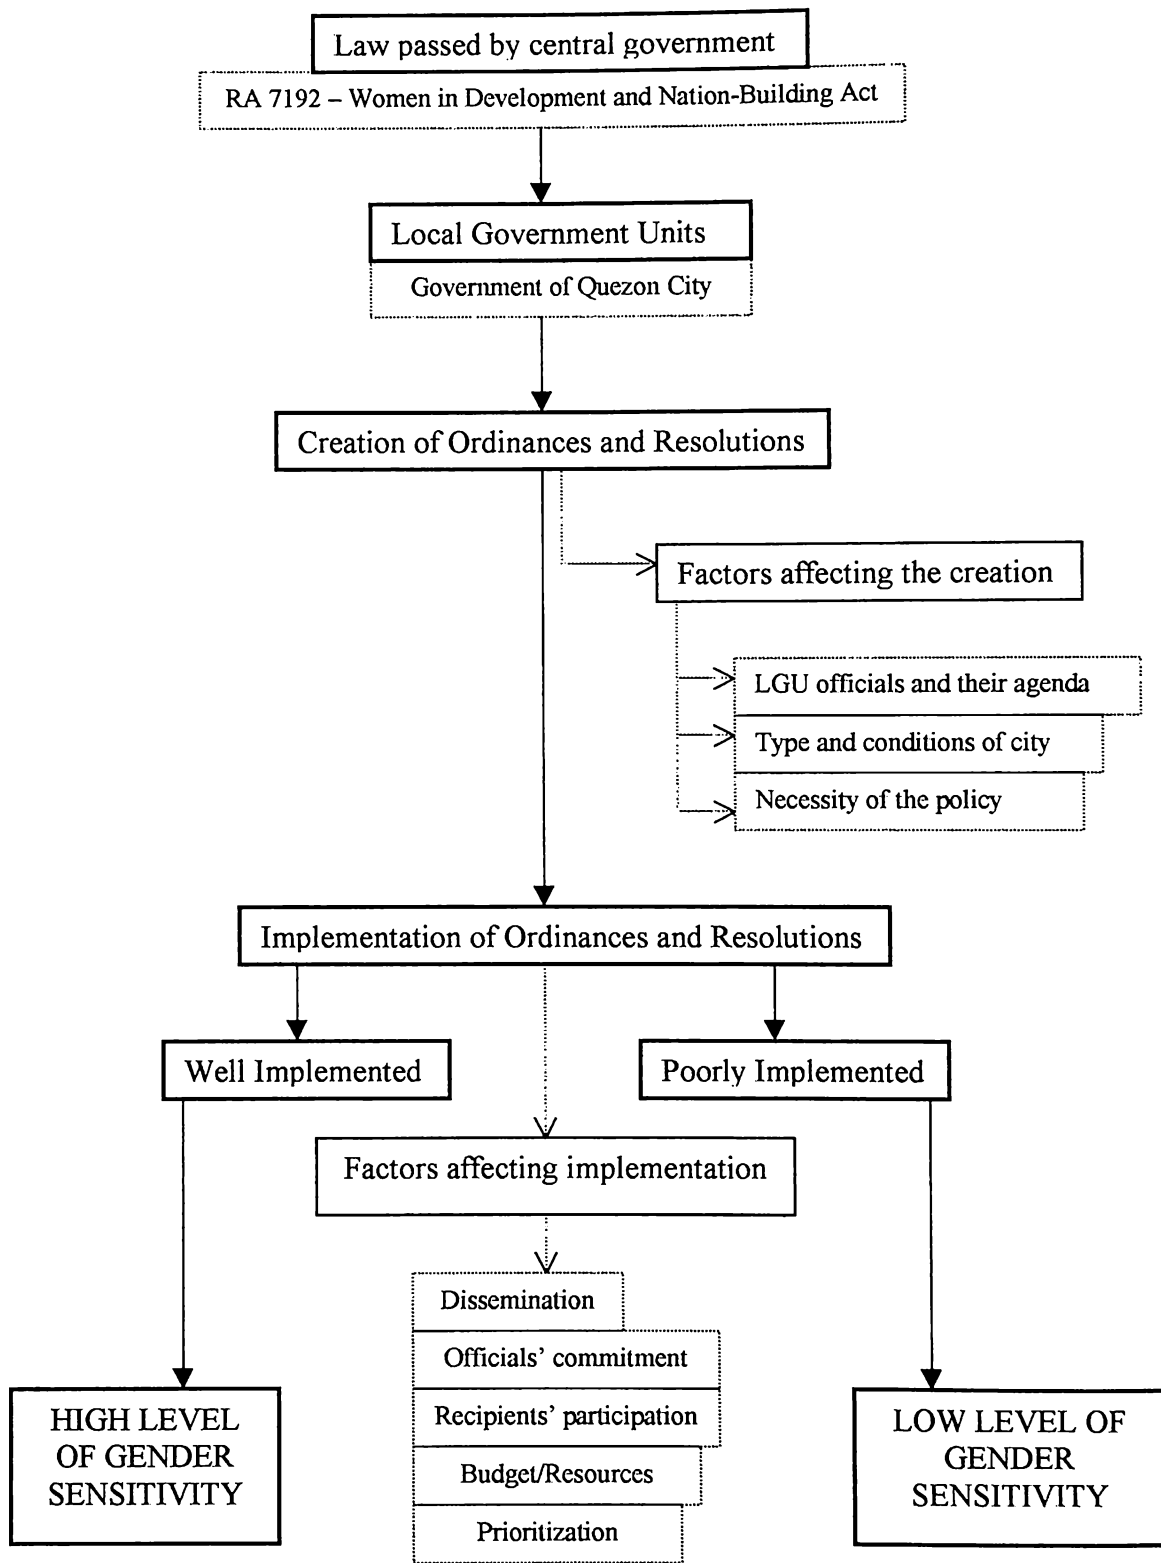 Law passed by central government
RA 7192 – Women in Development and Nation-Building Act
Local Government Units
Government of Quezon City
Creation of Ordinances and Resolutions
Factors affecting the creation
LGU officials and their agenda
Type and conditions of city
Necessity of the policy
Implementation of Ordinances and Resolutions
Well Implemented
Poorly Implemented
Factors affecting implementation
Dissemination
Officials' commitment
Recipients' participation
Budget/Resources
Prioritization
HIGH LEVEL
OF GENDER
SENSITIVITY
LOW LEVEL OF
GENDER
SENSITIVITY